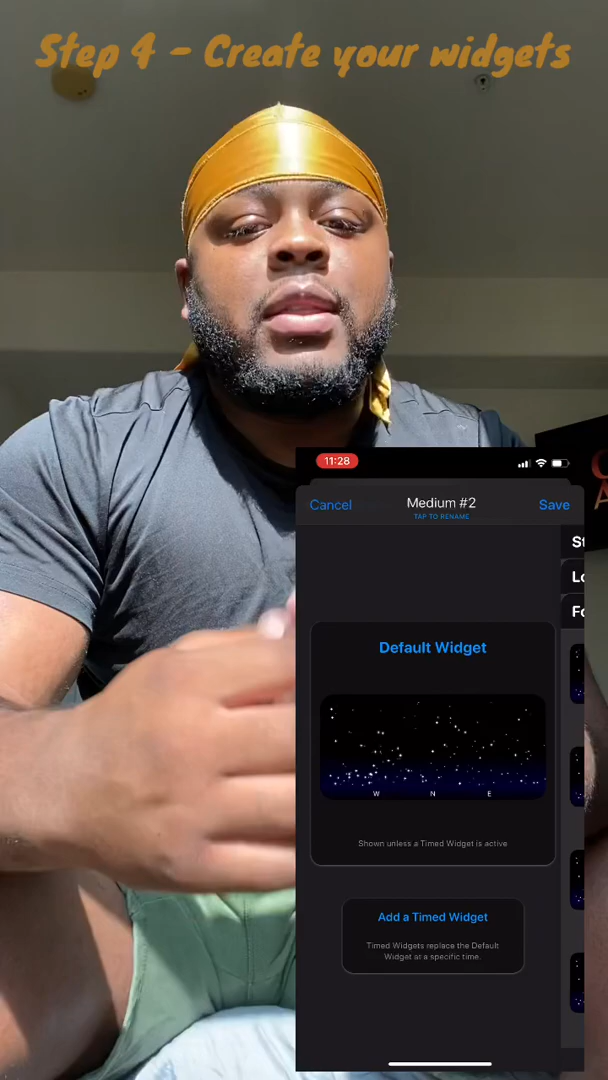 Step 4 - Create your widgets
11:28
Cancel
Medium #2
Save
TAP TO RENAME
Default Widget
W N E
Shown unless a Timed Widget is active
Add a Timed Widget
Timed Widgets replace the Default
Widget at a specific time.